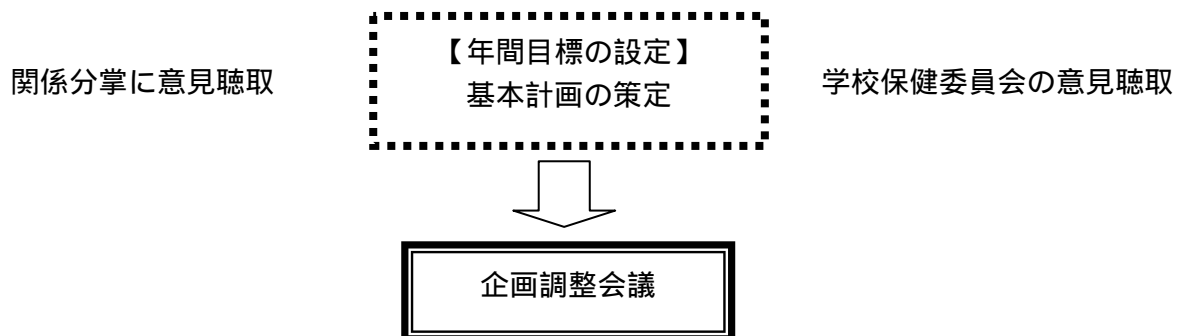 【年間目標の設定】
関係分掌に意見聴取
基本計画の策定
学校保健委員会の意見聴取
企画調整会議